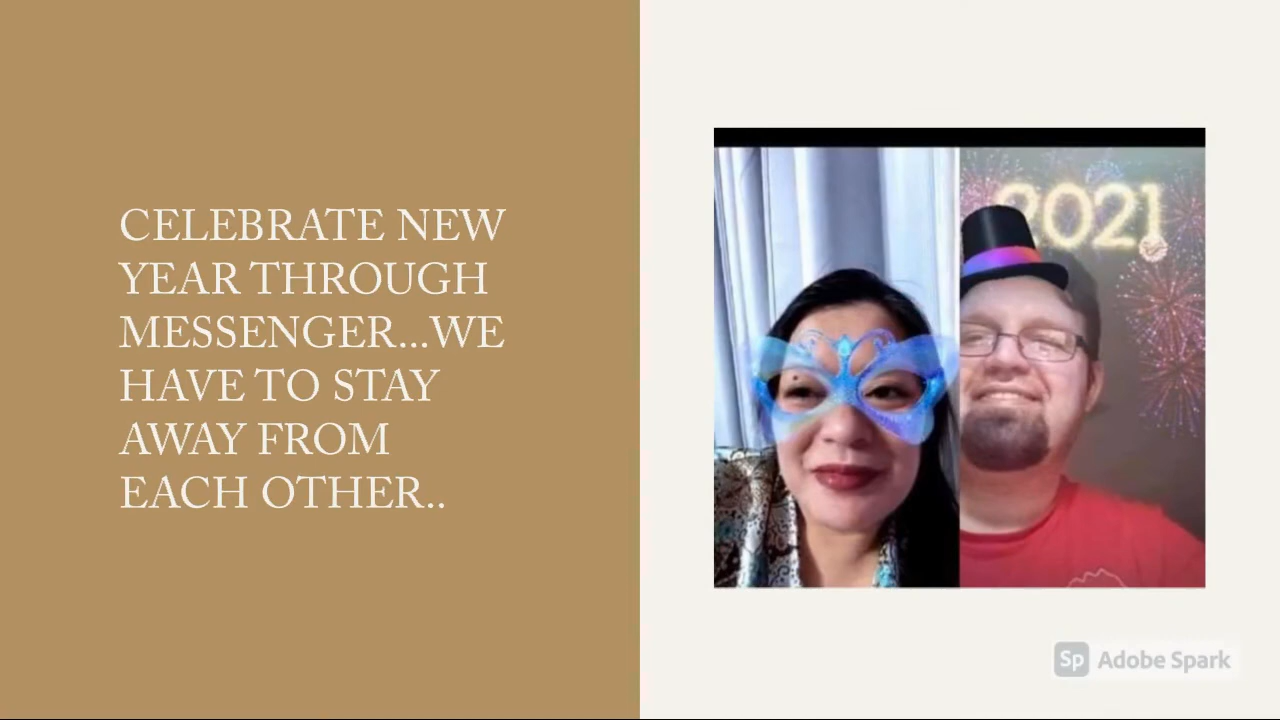 CELEBRATE NEW
YEAR THROUGH
MESSENGER...WE
HAVE TO STAY
AWAY FROM
EACH OTHER..
2021
Sp Adobe Spark